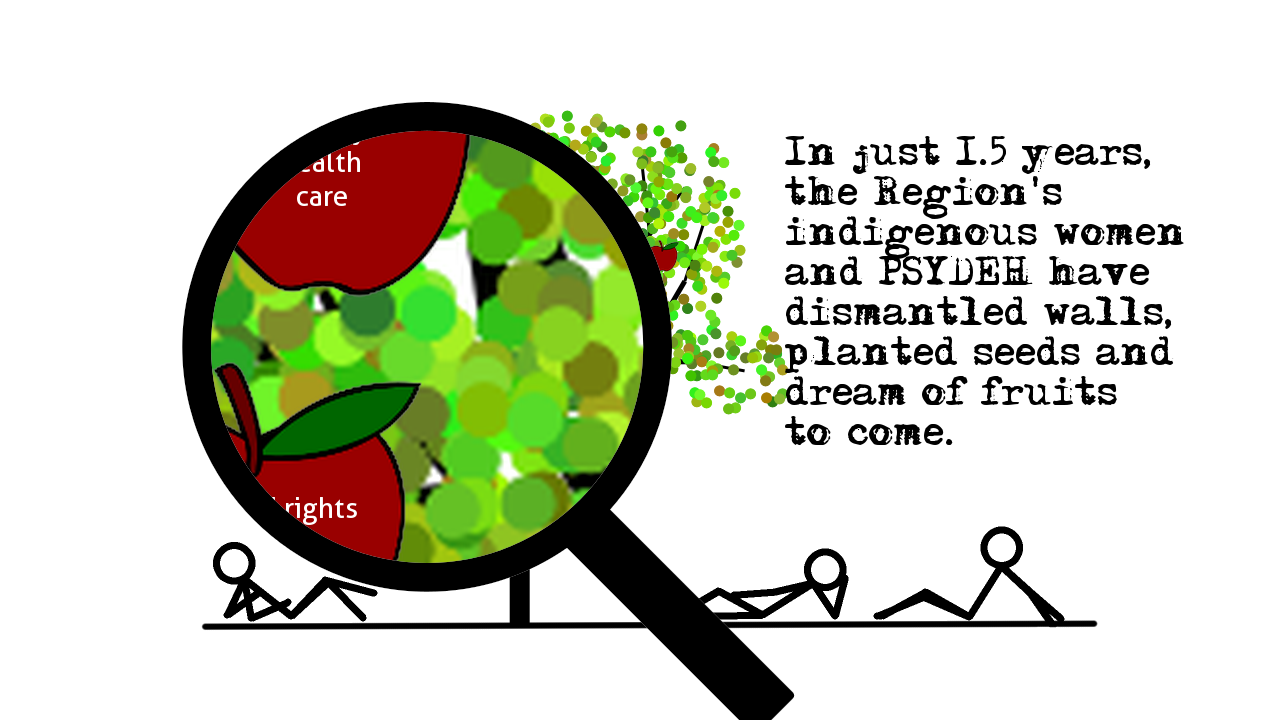 care
rights
In just 1.5 years,
the Region's
indigenous women
and PSYDEH have
dismantled walls,
planted seeds and
dream of fruits
to come.